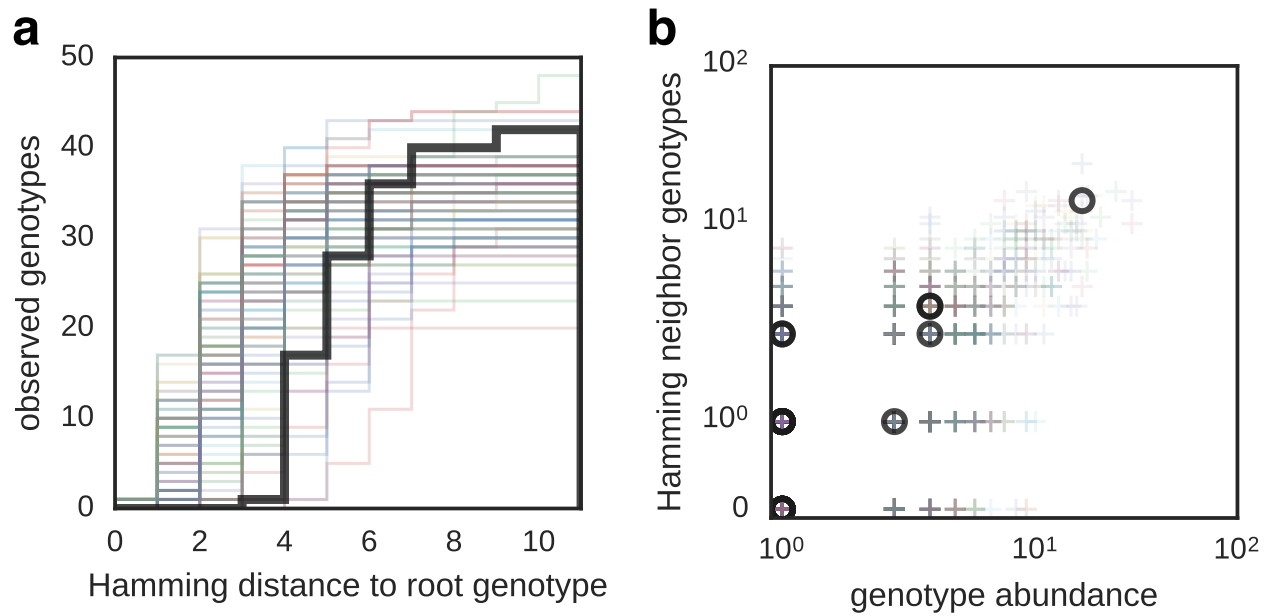 a
50
40
30
20
10
0
observed genotypes
0 2 4 6 8 10
Hamming distance to root genotype
b
10²
10¹
10⁰
0
Hamming neighbor genotypes
10⁰ 10¹ 10²
genotype abundance